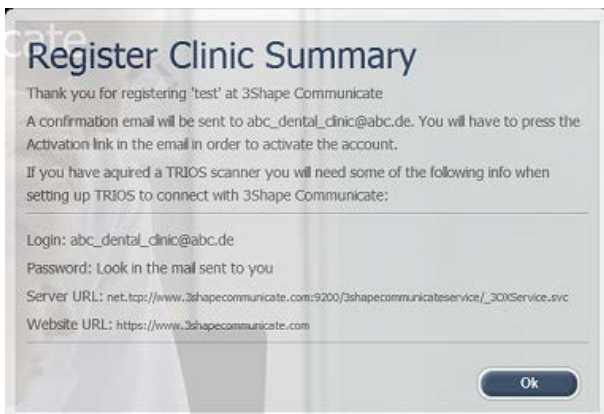 cate
Register Clinic Summary
Thank you for registering 'test' at 3Shape Communicate
A confirmation email will be sent to abc_dental_clinic@abc.de. You will have to press the
Activation link in the email in order to activate the account.
If you have aquired a TRIOS scanner you will need some of the following info when
setting up TRIOS to connect with 3Shape Communicate:
Login: abc_dental_clinic@abc.de
Password: Look in the mail sent to you
Server URL: net.tcp://www.3shapecommunicate.com:9200/3shapecommunicateservice/_3OXService.svc
Website URL: https://www.3shapecommunicate.com
Ok